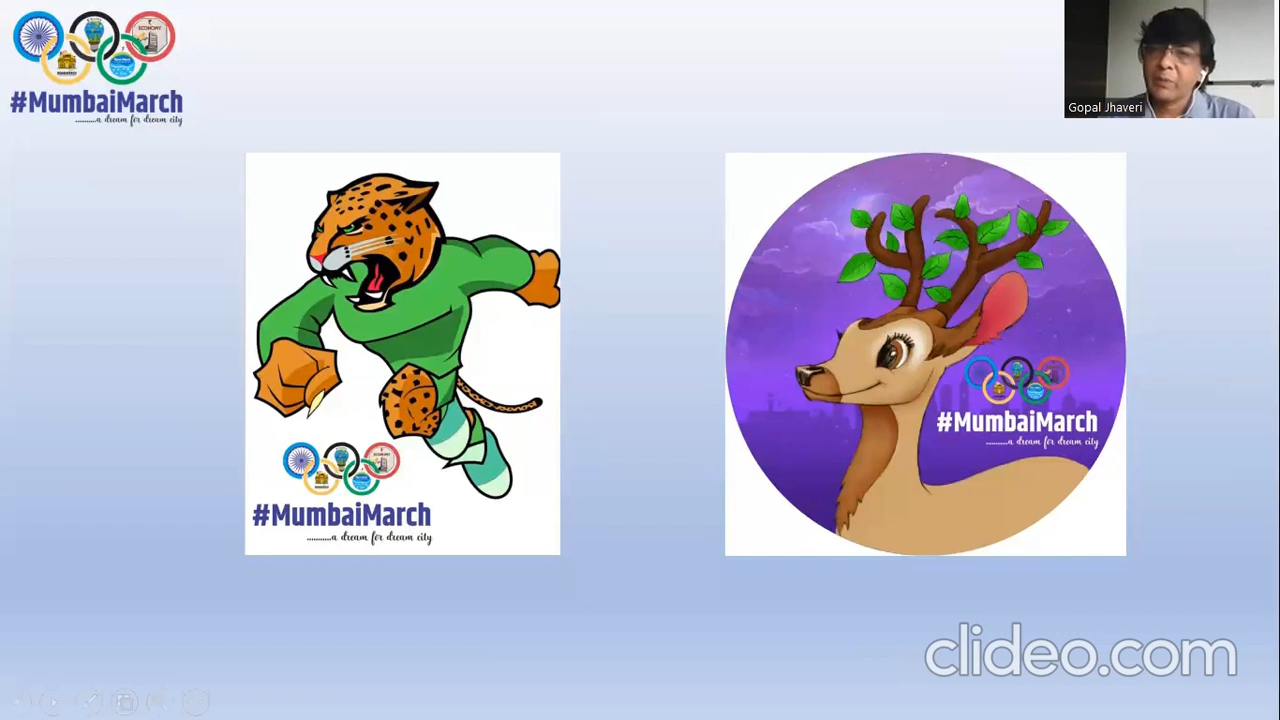 ECONOMY
#MumbaiMarch
..........a dream for dream city
Gopal Jhaveri
#MumbaiMarch
...........a dream for dream city
#MumbaiMarch
...........a dream for dream city
clideo.com